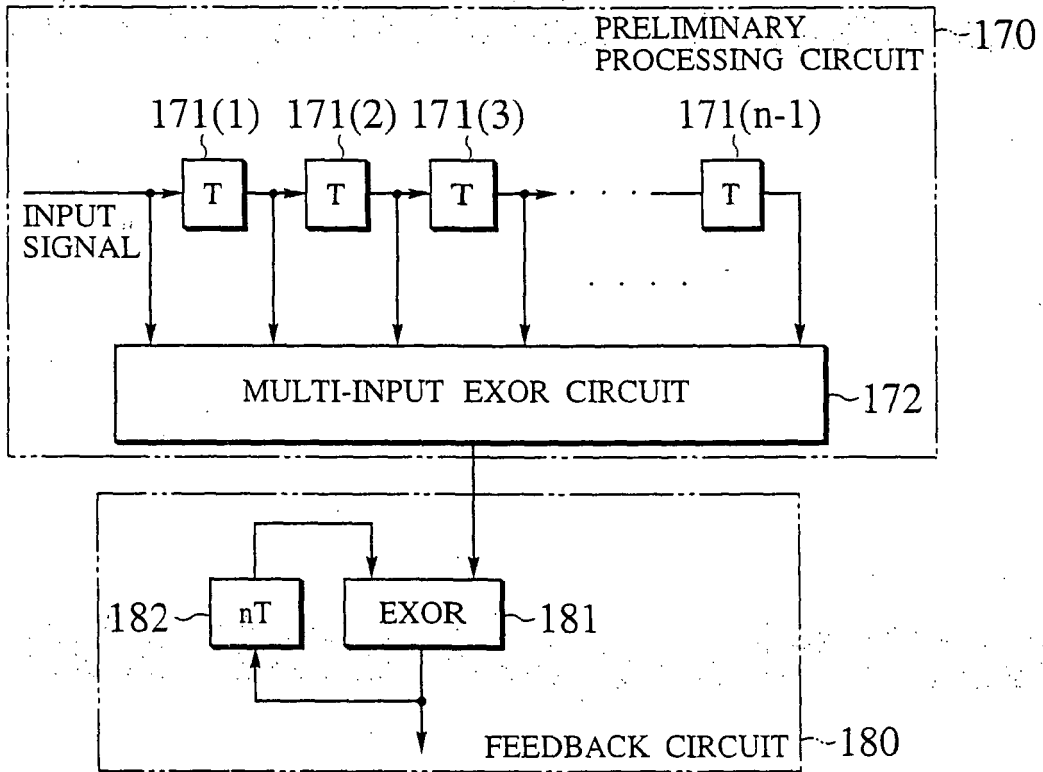 PRELIMINARY
PROCESSING CIRCUIT
170
171(1) 171(2) 171(3) 171(n-1)
T T T T
INPUT
SIGNAL
MULTI-INPUT EXOR CIRCUIT
172
182 nT EXOR 181
FEEDBACK CIRCUIT 180